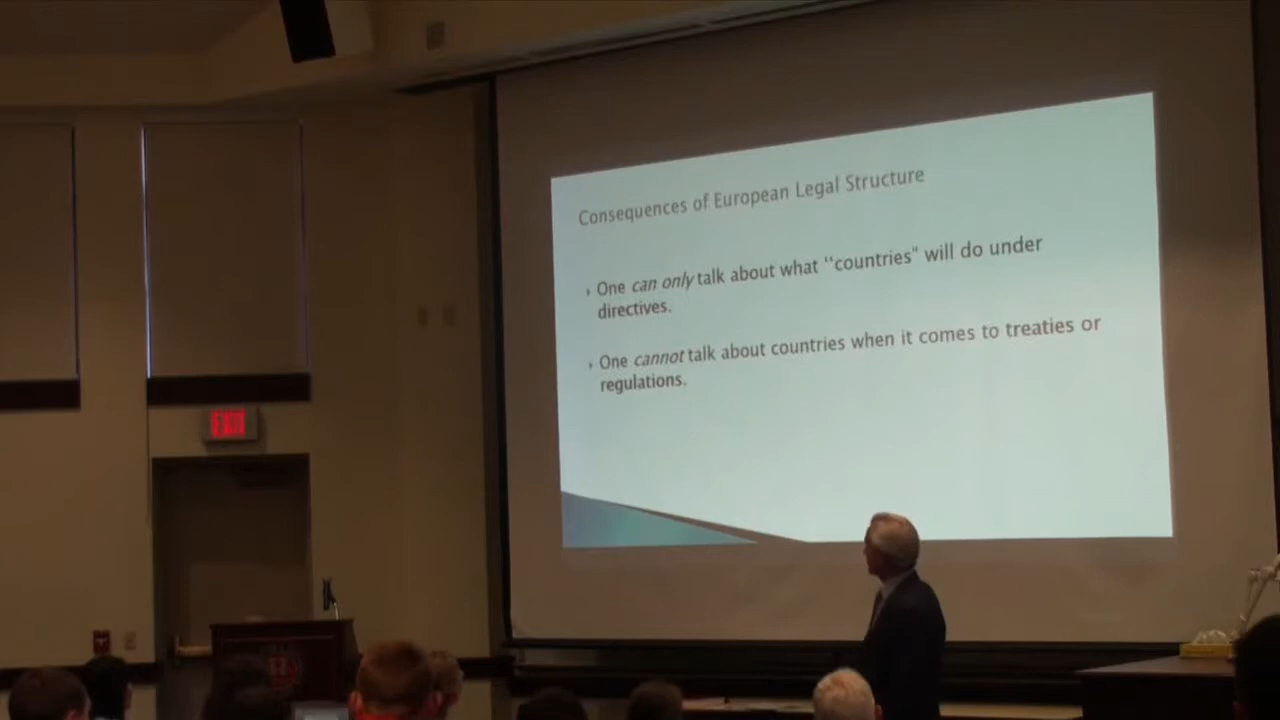 Consequences of European Legal Structure
One can only talk about what "countries" will do under
directives.
One cannot talk about countries when it comes to treaties or
regulations.